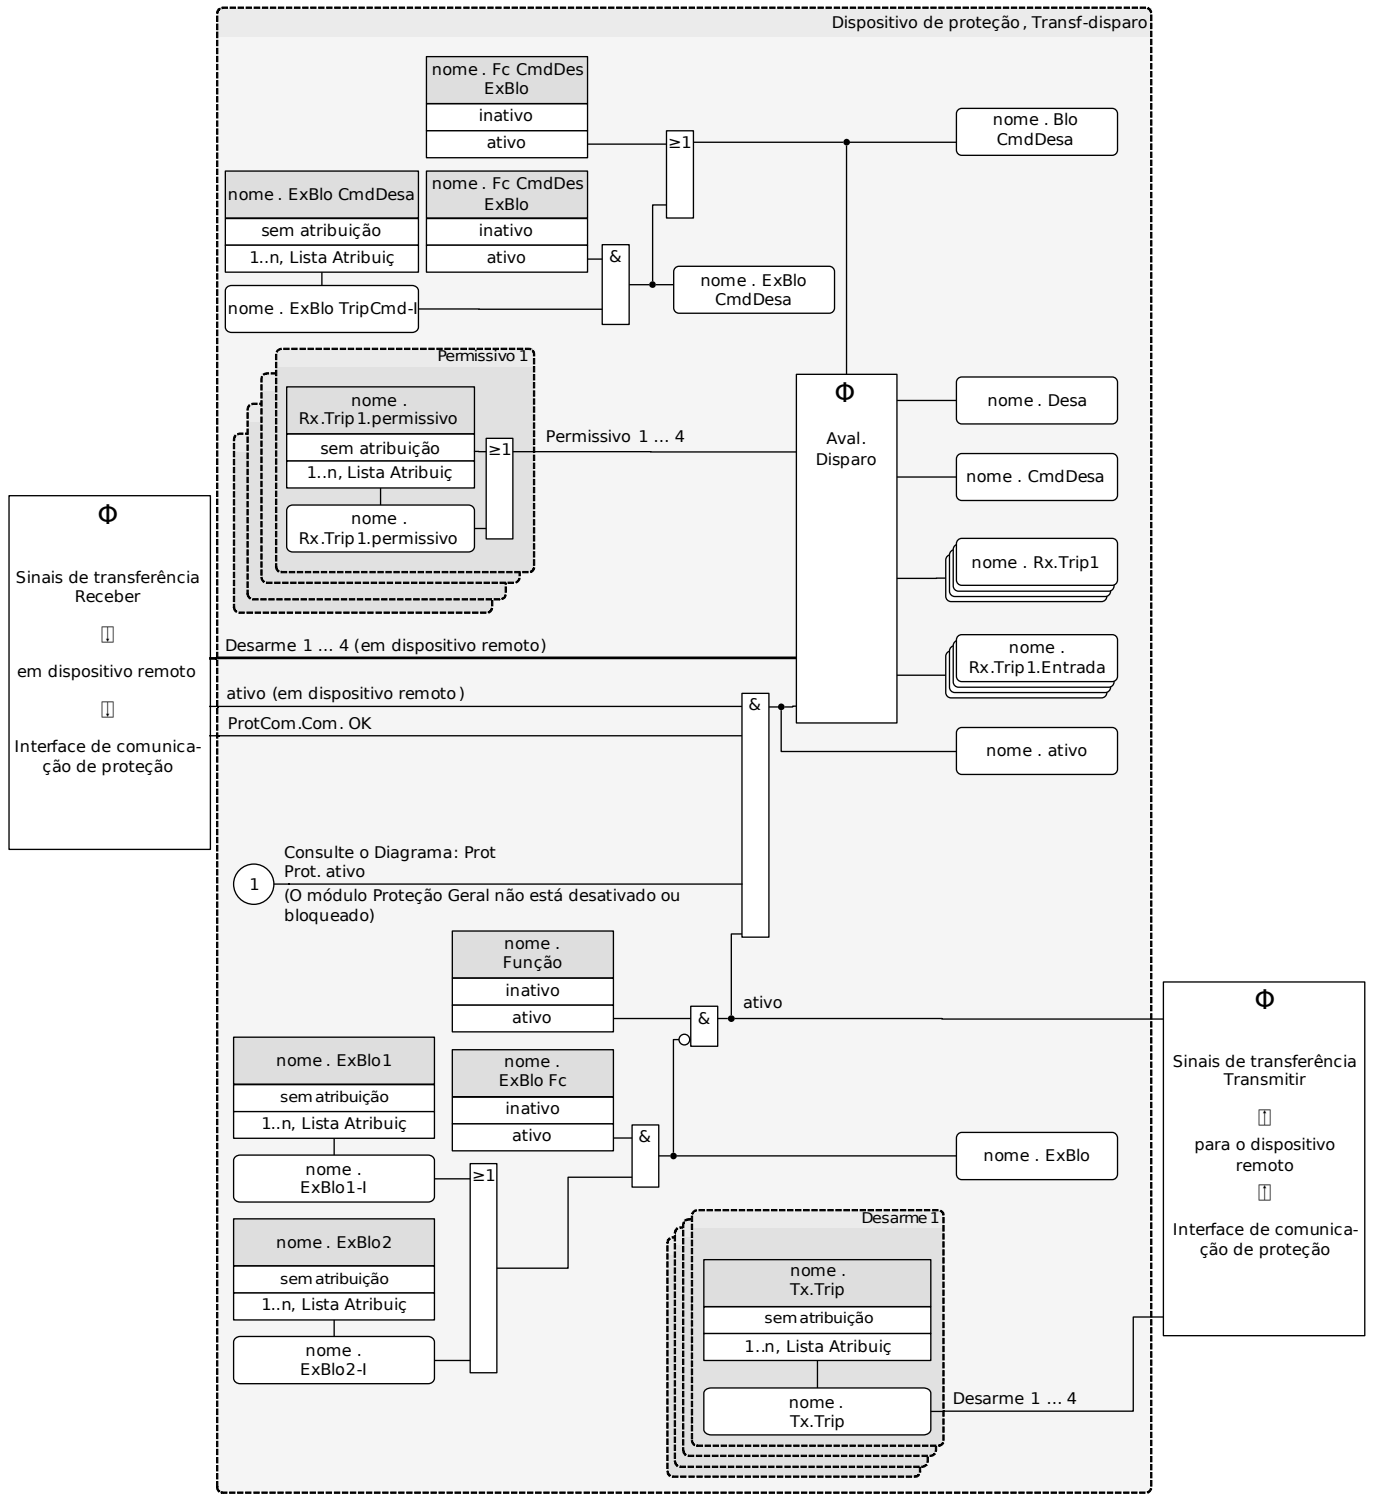 Dispositivo de proteção, Transf-disparo
nome . Fc CmdDes
ExBlo
inativo
ativo
≥1
nome . Blo
CmdDesa
nome . ExBlo CmdDesa
sem atribuição
1..n, Lista Atribuiç
nome . ExBlo TripCmd-I
nome . Fc CmdDes
ExBlo
inativo
ativo
&
nome . ExBlo
CmdDesa
Permissivo 1
nome .
Rx.Trip1.permissivo
sem atribuição
1..n, Lista Atribuiç
nome .
Rx.Trip1.permissivo
≥1
Permissivo 1 ... 4
Φ
Aval.
Disparo
nome . Desa
nome . CmdDesa
nome . Rx.Trip1
nome .
Rx.Trip1.Entrada
nome . ativo
Φ
Sinais de transferência
Receber
em dispositivo remoto
Interface de comunica-
ção de proteção
Desarme 1 ... 4 (em dispositivo remoto)
ativo (em dispositivo remoto)
ProtCom.Com. OK
&
1
Consulte o Diagrama: Prot
Prot. ativo
(O módulo Proteção Geral não está desativado ou
bloqueado)
nome .
Função
inativo
ativo
&
ativo
nome . ExBlo1
sem atribuição
1..n, Lista Atribuiç
nome .
ExBlo1-I
nome .
ExBlo Fc
inativo
ativo
&
≥1
nome . ExBlo
nome . ExBlo2
sem atribuição
1..n, Lista Atribuiç
nome .
ExBlo2-I
Desarme 1
nome .
Tx.Trip
sem atribuição
1..n, Lista Atribuiç
nome .
Tx.Trip
Desarme 1 ... 4
Φ
Sinais de transferência
Transmitir
para o dispositivo
remoto
Interface de comunica-
ção de proteção